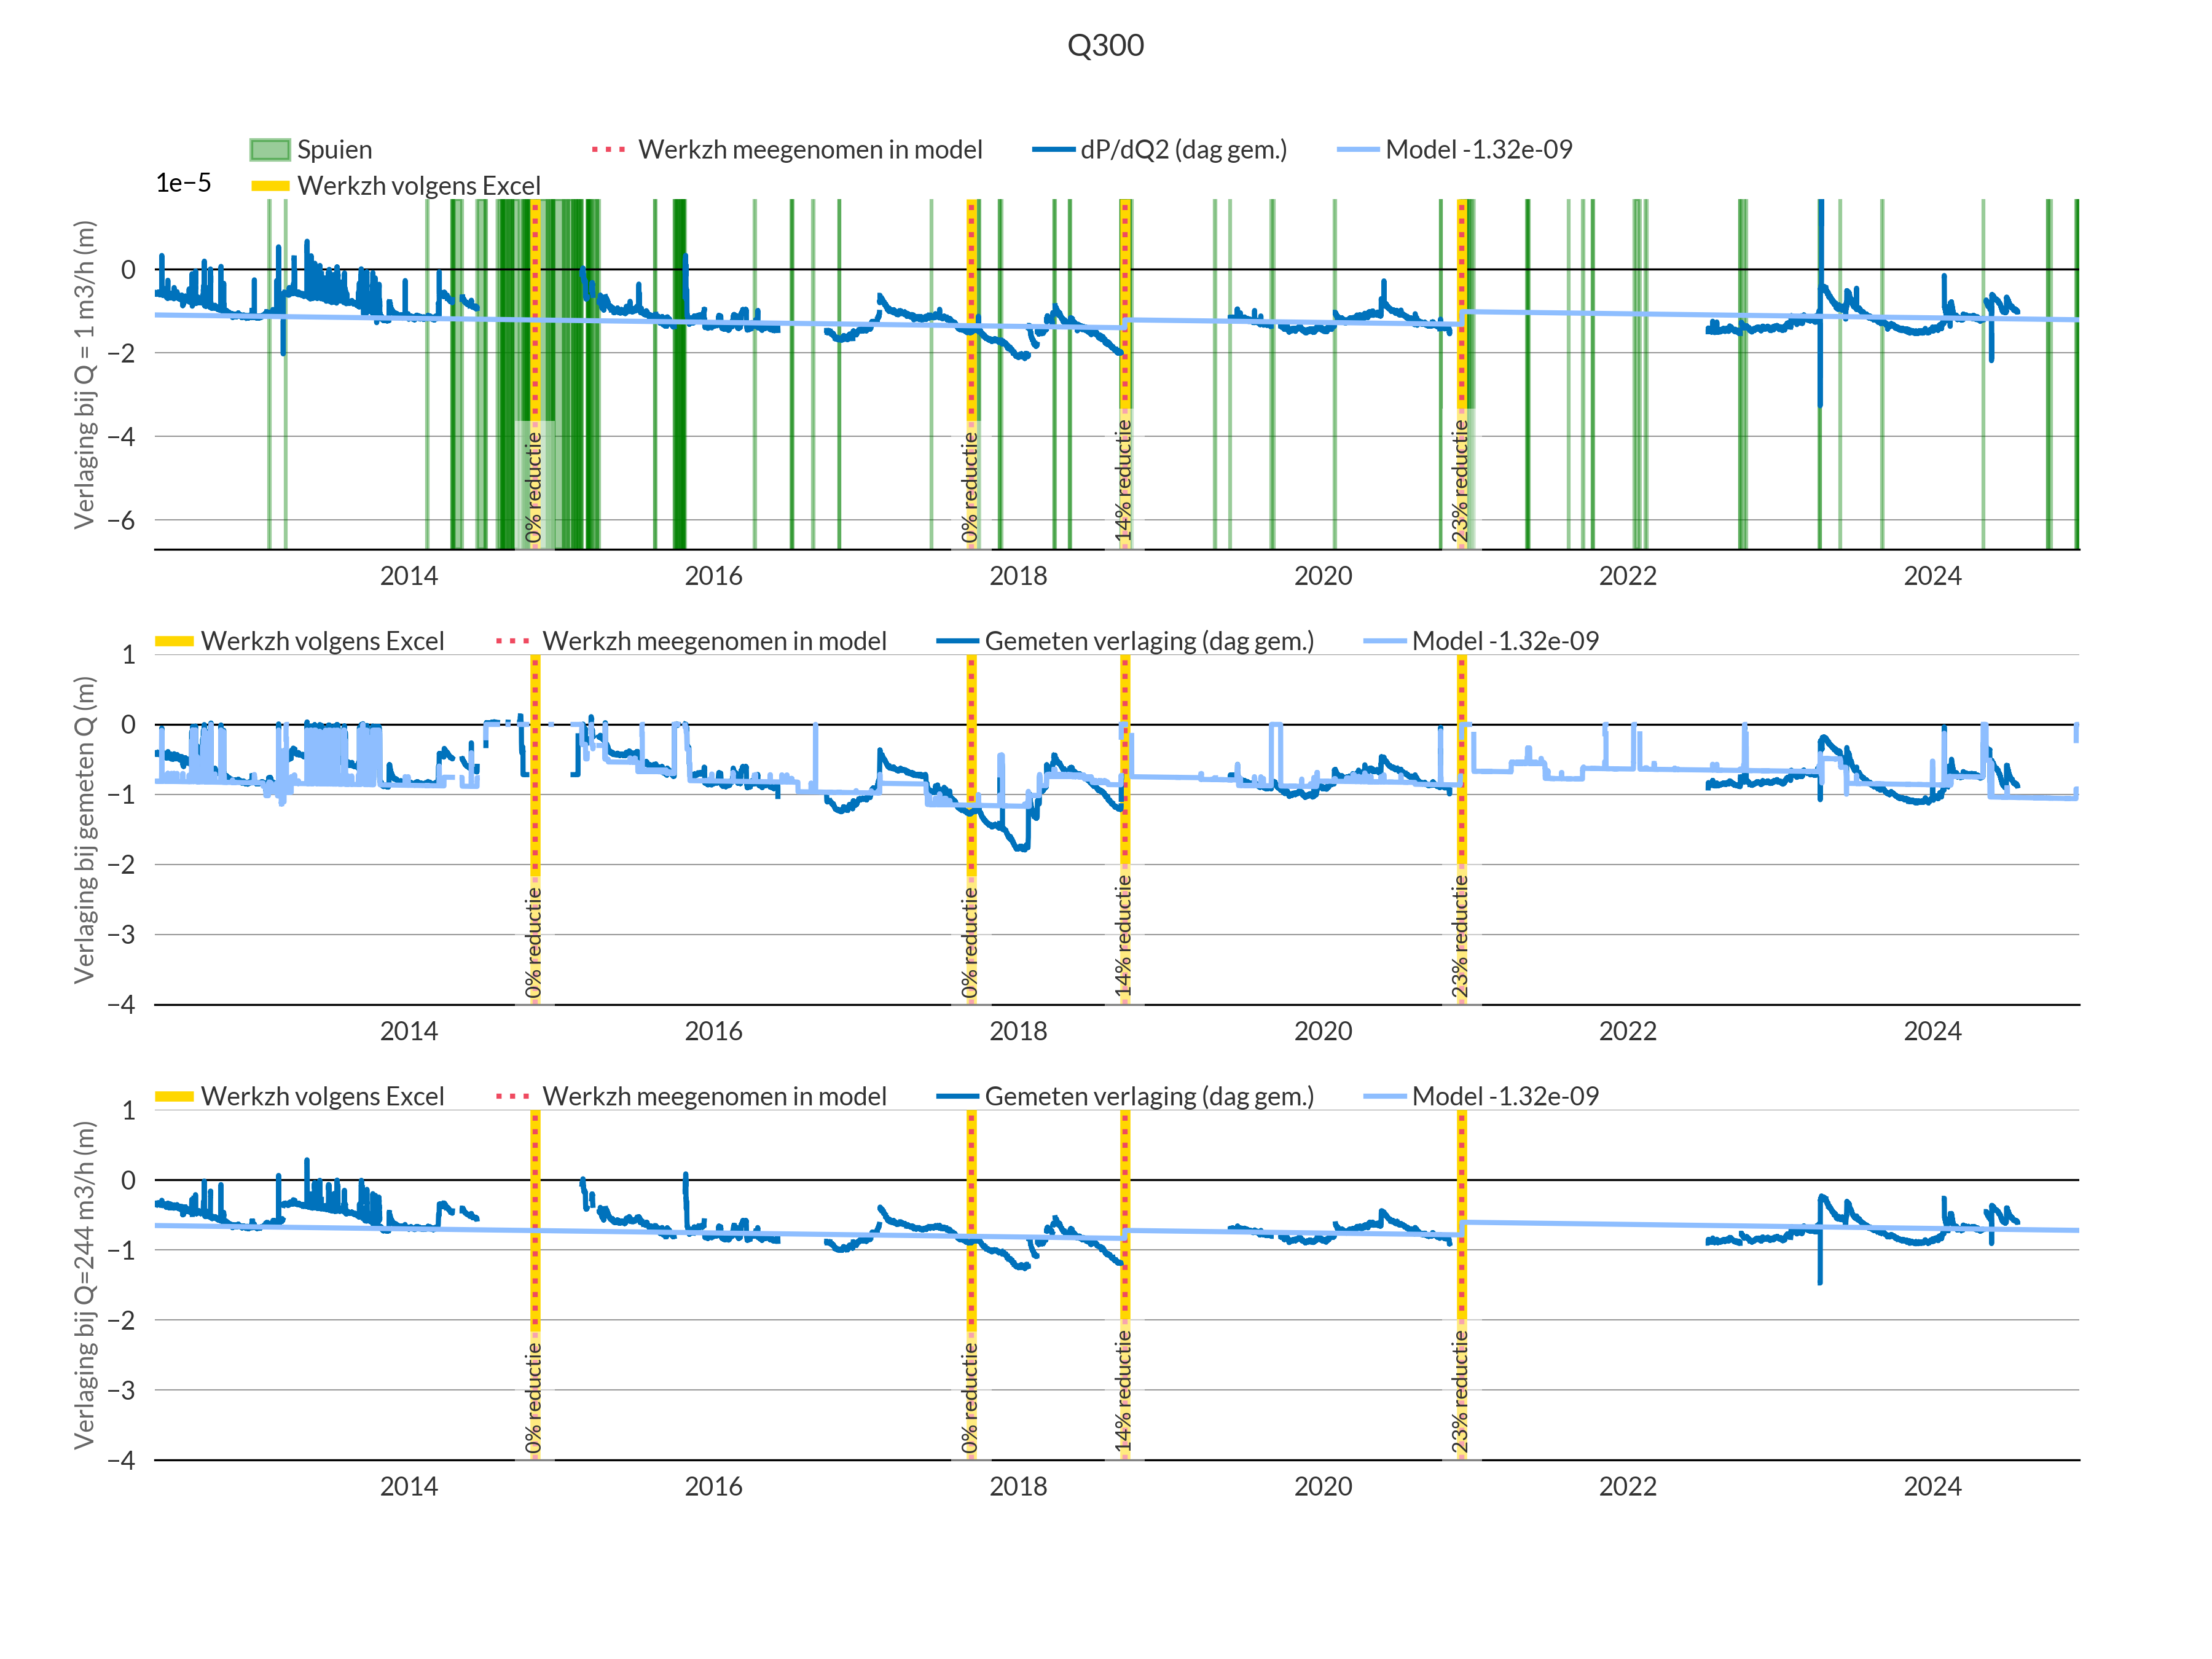 Q300
Spuien
Werkzh meegenomen in model
dP/dQ2 (dag gem.)
Model -1.32e-09
Werkzh volgens Excel
1e−5
Verlaging bij Q = 1 m3/h (m)
0
−2
−4
−6
0% reductie
0% reductie
14% reductie
23% reductie
2014 2016 2018 2020 2022 2024
Werkzh volgens Excel
Werkzh meegenomen in model
Gemeten verlaging (dag gem.)
Model -1.32e-09
Verlaging bij gemeten Q (m)
1
0
−1
−2
−3
−4
0% reductie
0% reductie
14% reductie
23% reductie
2014 2016 2018 2020 2022 2024
Werkzh volgens Excel
Werkzh meegenomen in model
Gemeten verlaging (dag gem.)
Model -1.32e-09
Verlaging bij Q=244 m3/h (m)
1
0
−1
−2
−3
−4
0% reductie
0% reductie
14% reductie
23% reductie
2014 2016 2018 2020 2022 2024